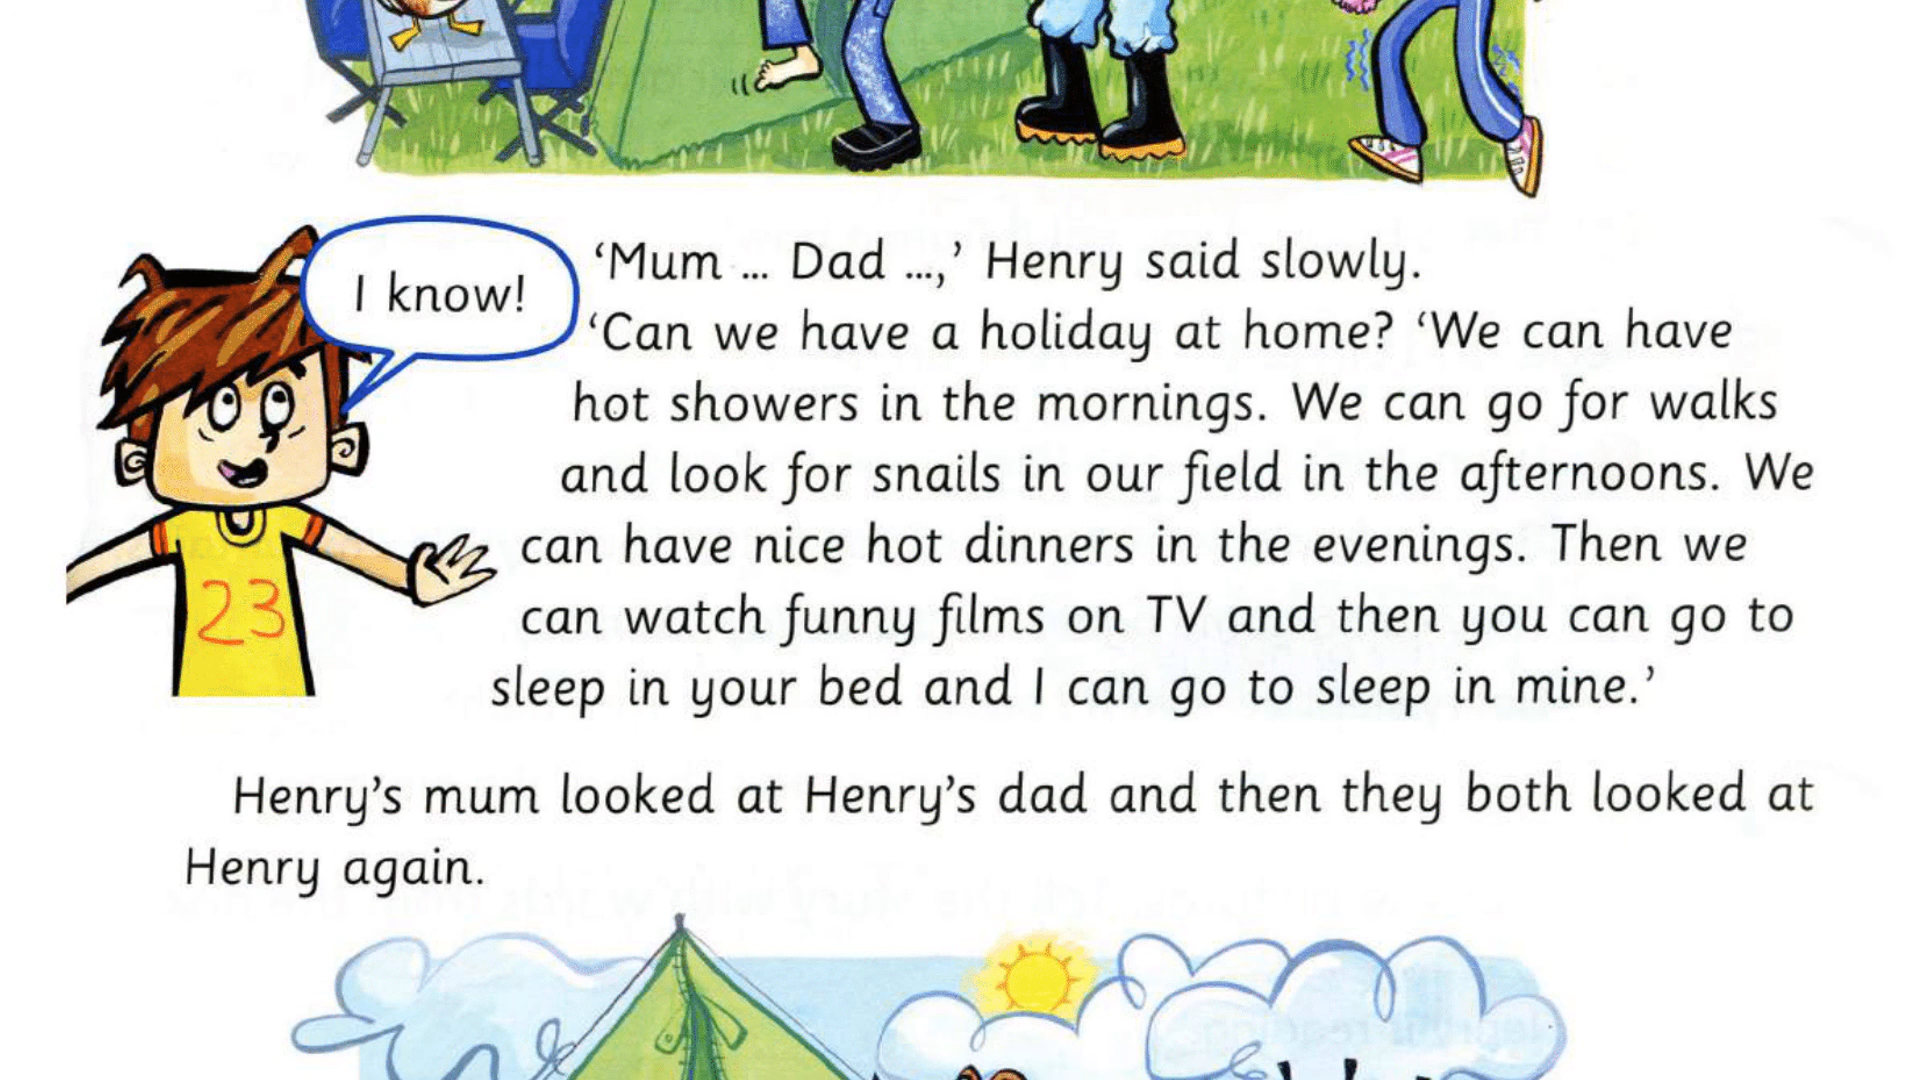 I know!
‘Mum ... Dad ...,’ Henry said slowly.
‘Can we have a holiday at home? ‘We can have
hot showers in the mornings. We can go for walks
and look for snails in our field in the afternoons. We
can have nice hot dinners in the evenings. Then we
can watch funny films on TV and then you can go to
sleep in your bed and I can go to sleep in mine.’
Henry’s mum looked at Henry’s dad and then they both looked at
Henry again.
23